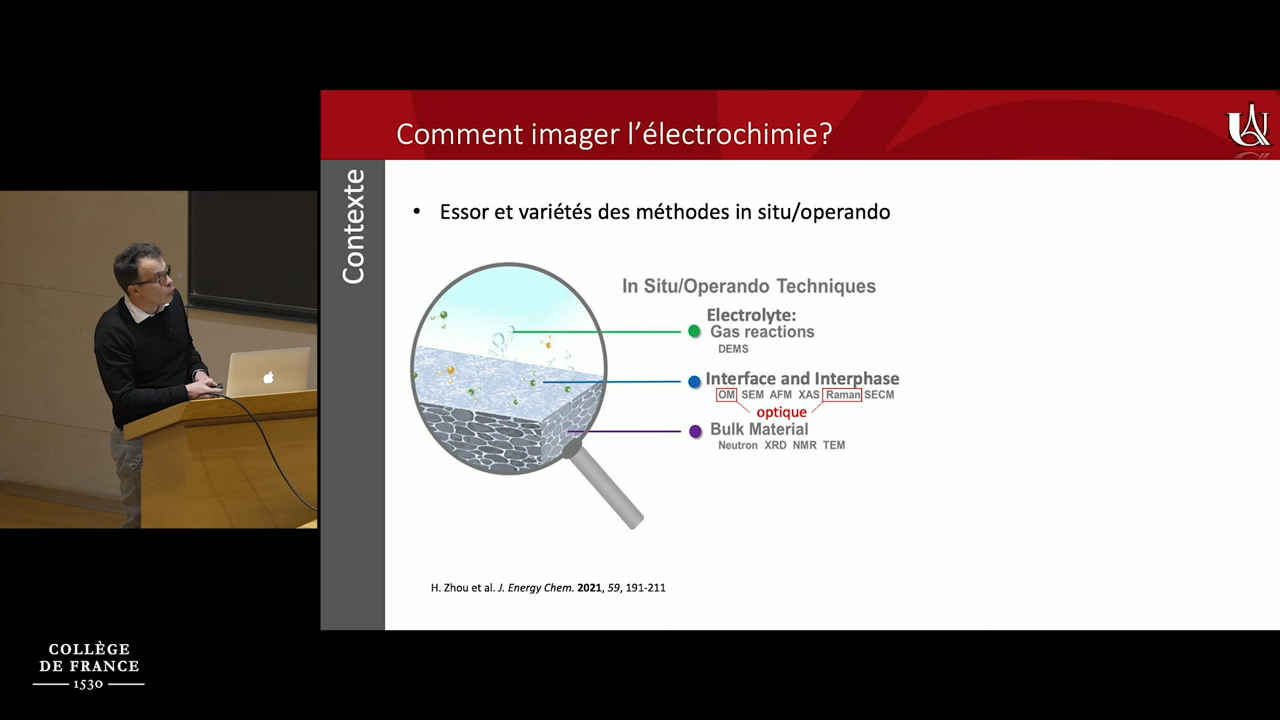 Comment imager l'électrochimie?
Contexte
• Essor et variétés des méthodes in situ/operando
In Situ/Operando Techniques
Electrolyte:
Gas reactions
DEMS
Interface and Interphase
OM SEM AFM XAS Raman SECM
optique
Bulk Material
Neutron XRD NMR TEM
H. Zhou et al. J. Energy Chem. 2021, 59, 191-211
COLLÈGE
DE FRANCE
1530